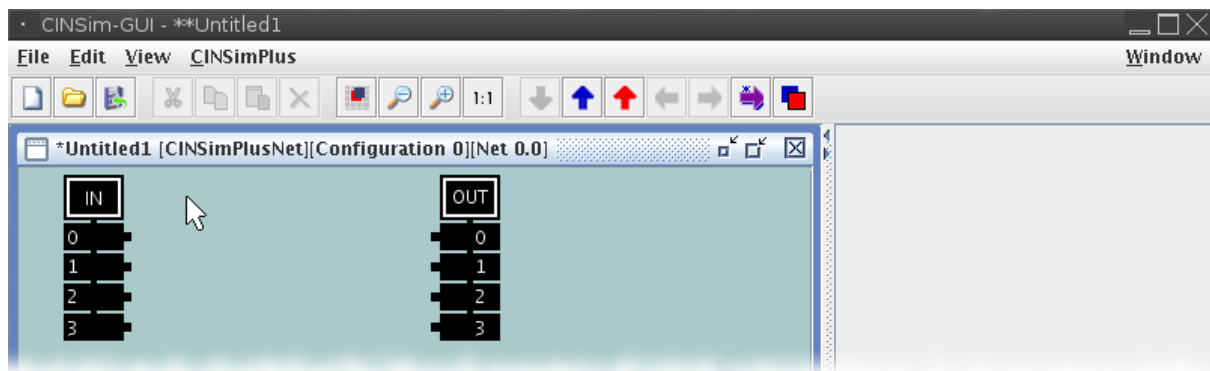 CINSim-GUI - **Untitled1
File Edit View CINSimPlus Window
1:1
*Untitled1 [CINSimPlusNet][Configuration 0][Net 0.0]
IN OUT
0 0
1 1
2 2
3 3